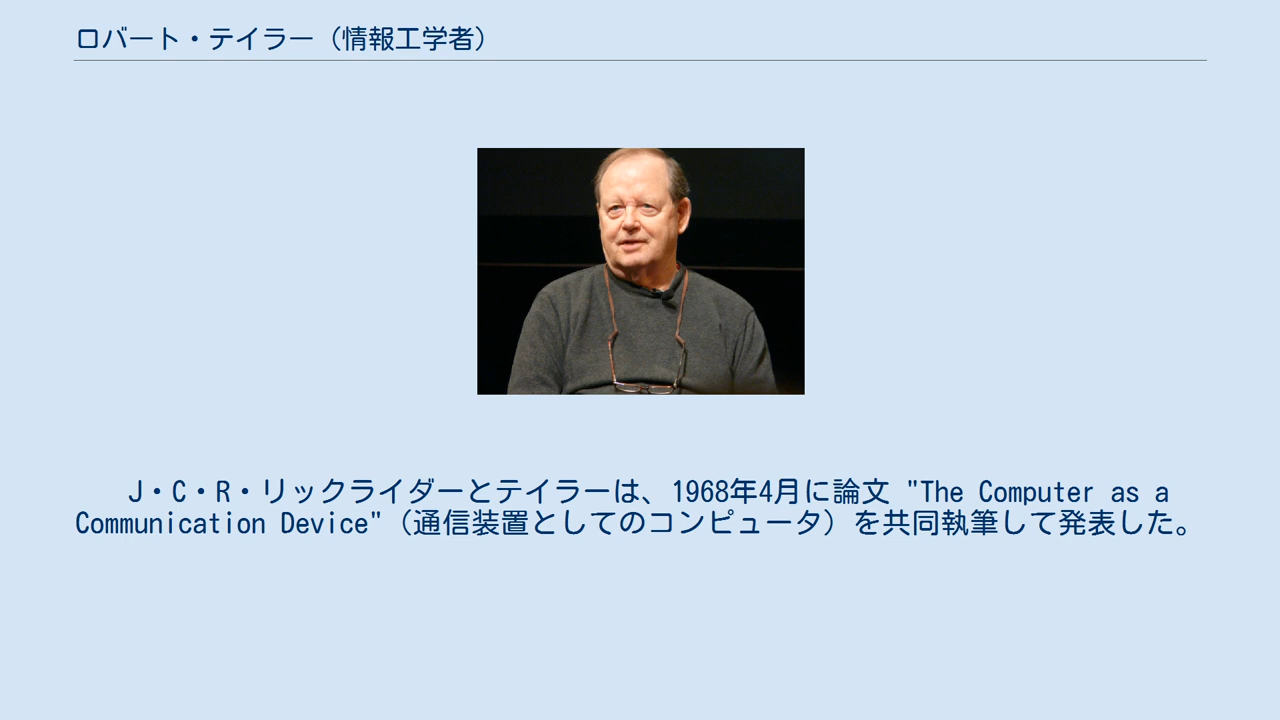 ロバート・テイラー（情報工学者）
J・C・R・リックライダーとテイラーは、1968年4月に論文 "The Computer as a
Communication Device"（通信装置としてのコンピュータ）を共同執筆して発表した。